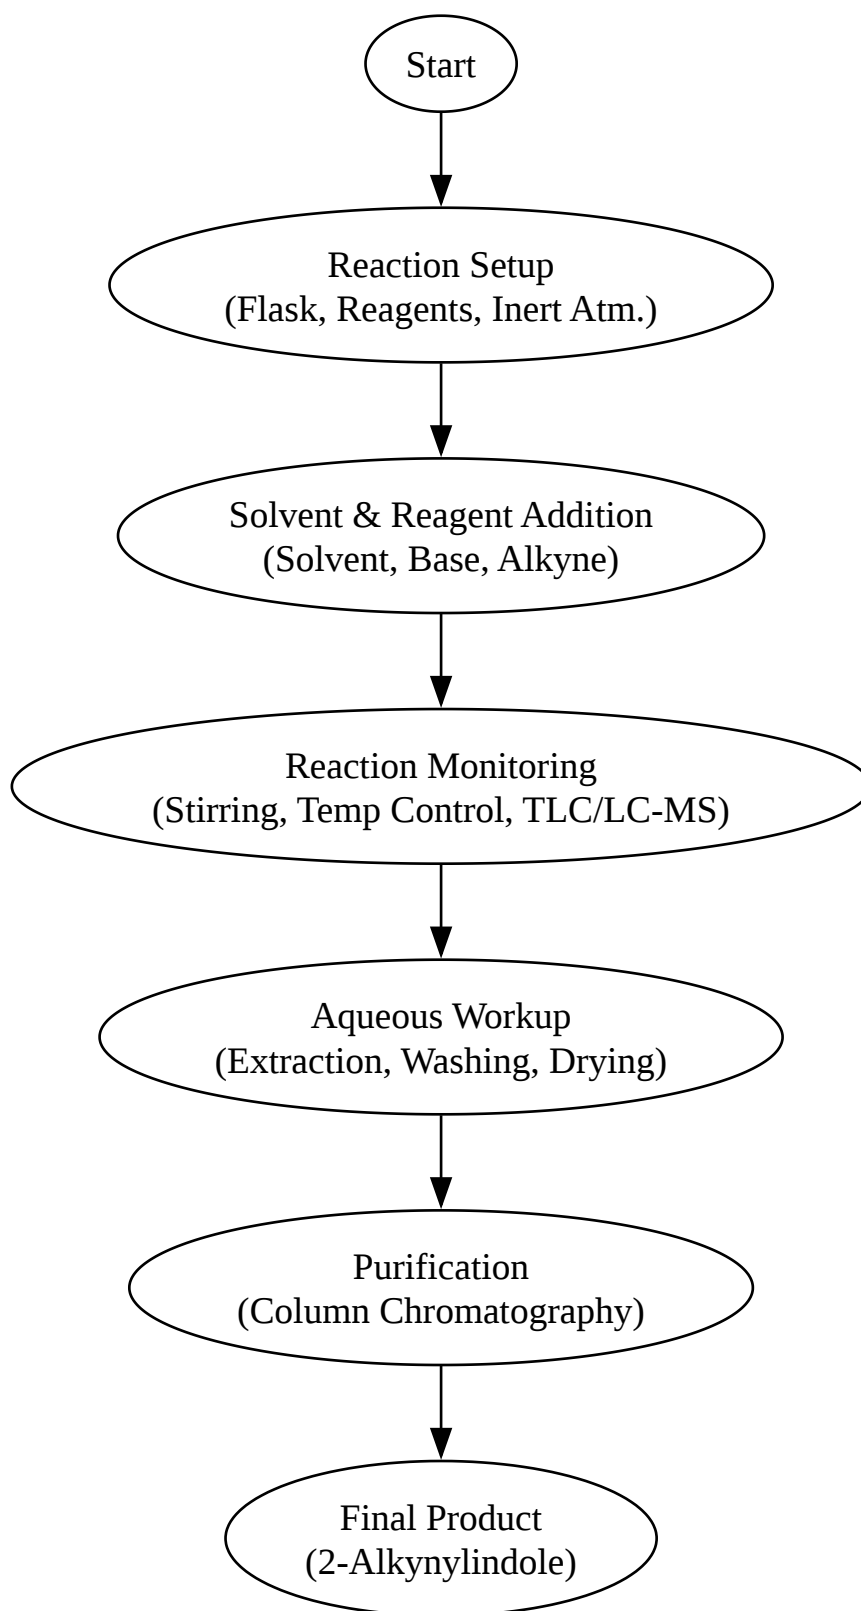 Start
Reaction Setup
(Flask, Reagents, Inert Atm.)
Solvent & Reagent Addition
(Solvent, Base, Alkyne)
Reaction Monitoring
(Stirring, Temp Control, TLC/LC-MS)
Aqueous Workup
(Extraction, Washing, Drying)
Purification
(Column Chromatography)
Final Product
(2-Alkynylindole)